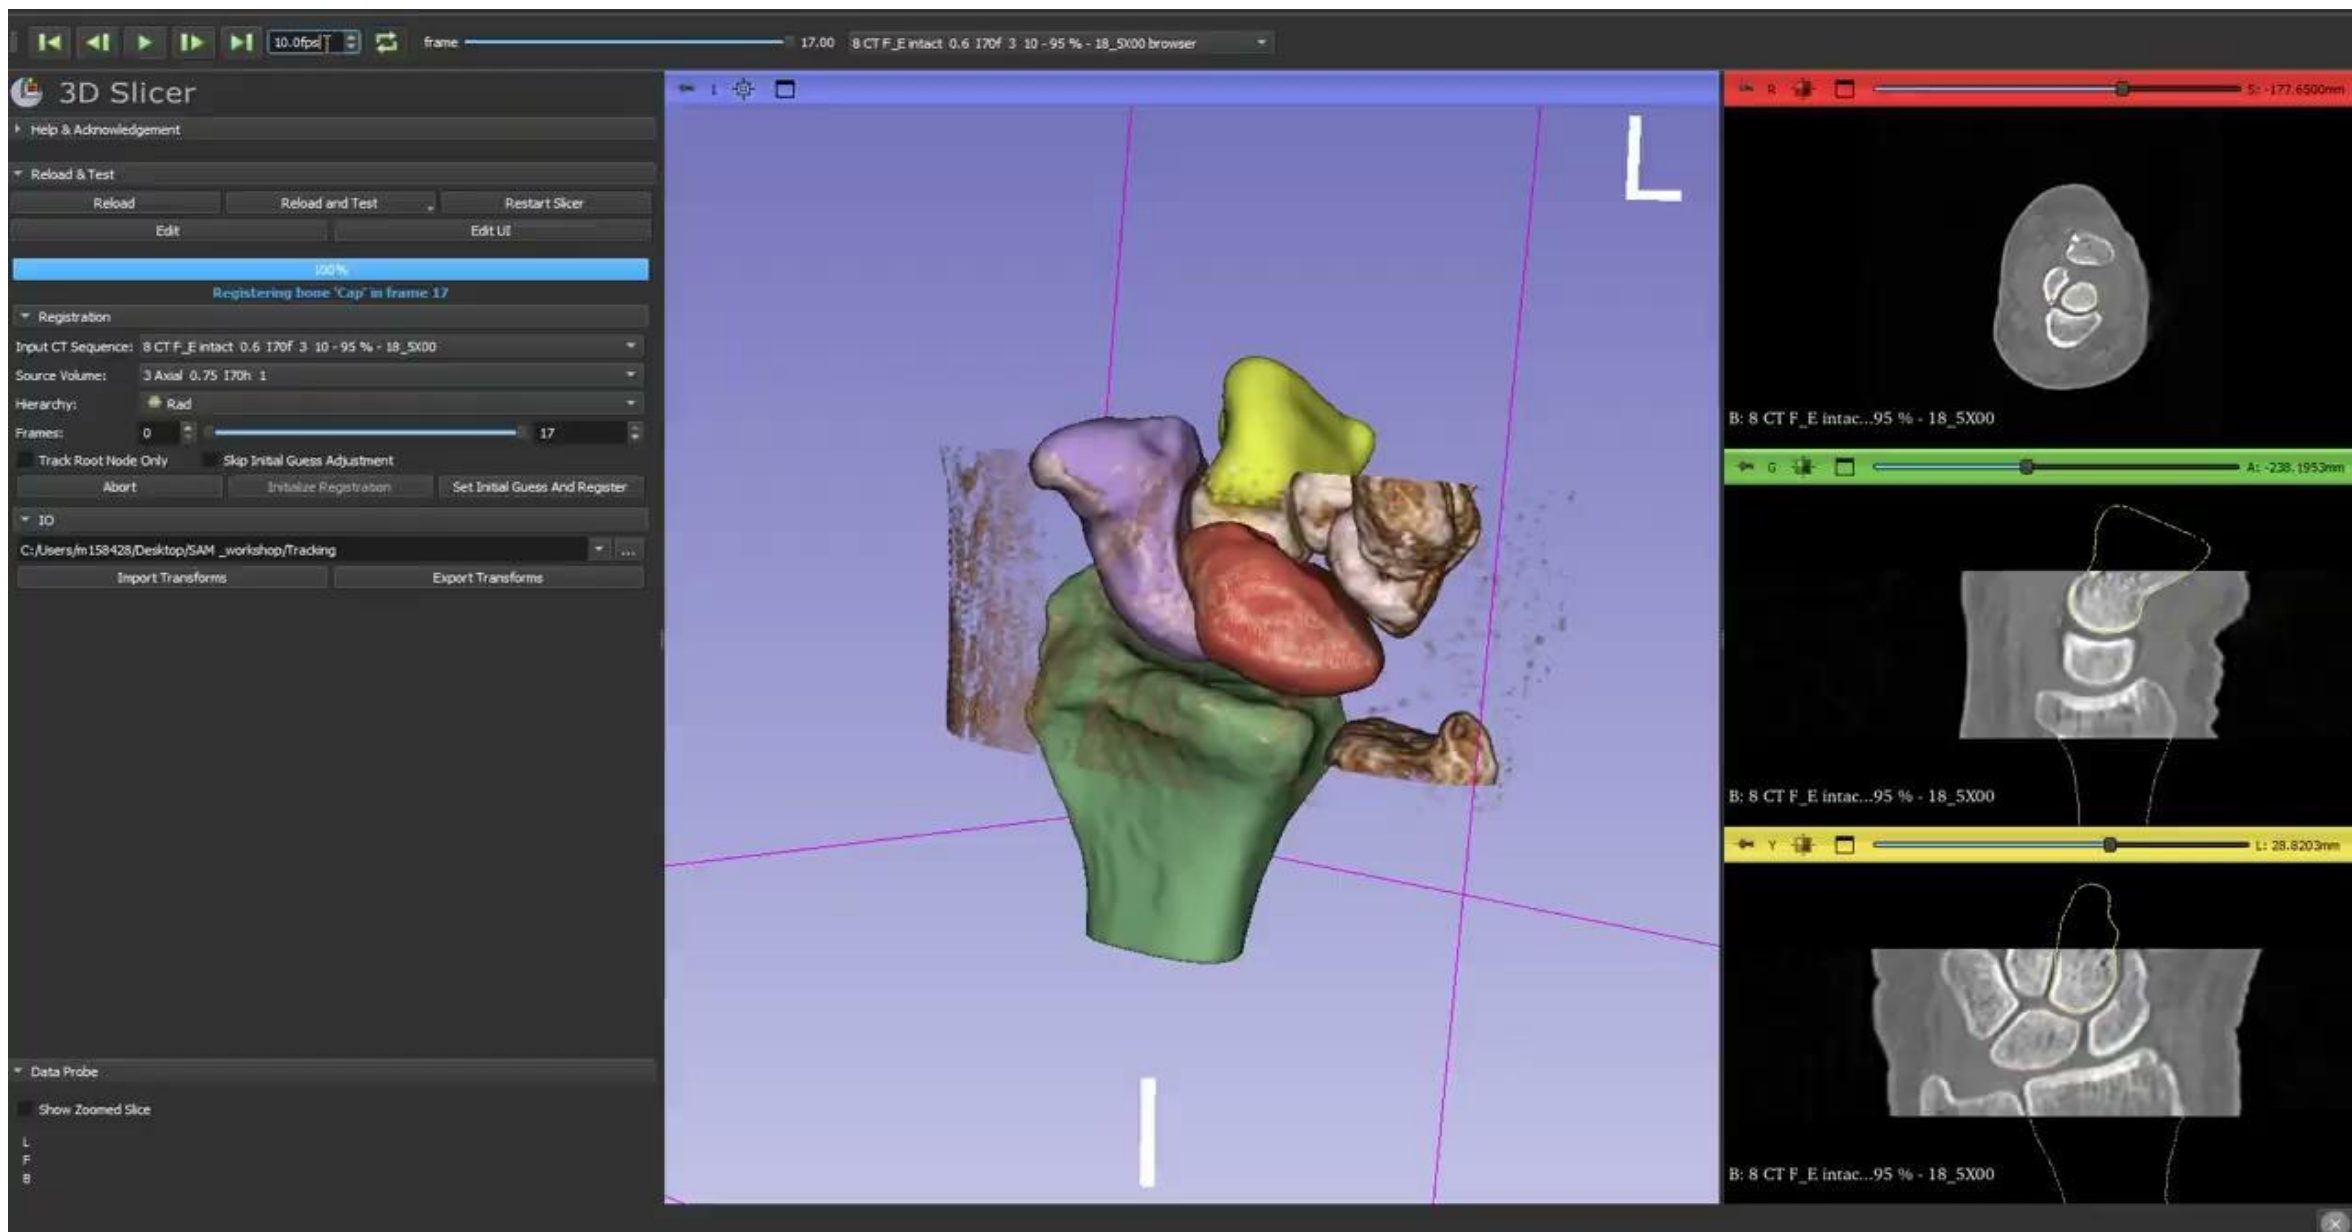 10.0fps
frame
17.00
8 CT F_E intact 0.6 I70f 3 10 - 95 % - 18_5X00 browser
3D Slicer
Help & Acknowledgement
Reload & Test
Reload Reload and Test Restart Slicer
Edit Edit UI
100%
Registering bone 'Cap' in frame 17
Registration
Input CT Sequence: 8 CT F_E intact 0.6 I70f 3 10 - 95 % - 18_5X00
Source Volume: 3 Axial 0.75 I70h 1
Hierarchy: Rad
Frames: 0 17
Track Root Node Only Skip Initial Guess Adjustment
Abort Initialize Registration Set Initial Guess And Register
IO
C:/Users/m158428/Desktop/SAM _workshop/Tracking ...
Import Transforms Export Transforms
Data Probe
Show Zoomed Slice
L
F
B
1
L
I
R S: -177.6500mm
B: 8 CT F_E intac...95 % - 18_5X00
G A: -238.1953mm
B: 8 CT F_E intac...95 % - 18_5X00
Y L: 28.8203mm
B: 8 CT F_E intac...95 % - 18_5X00